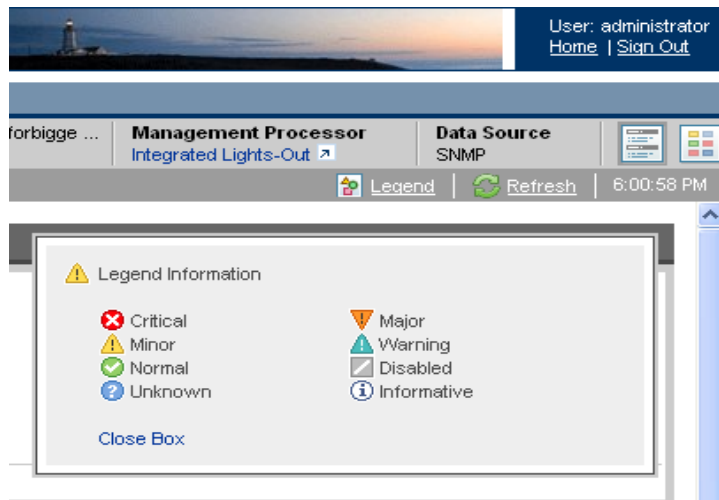 User: administrator
Home | Sign Out
forbigge ... Management Processor Data Source
Integrated Lights-Out SNMP
Legend Refresh 6:00:58 PM
Legend Information
Critical Major
Minor Warning
Normal Disabled
Unknown Informative
Close Box